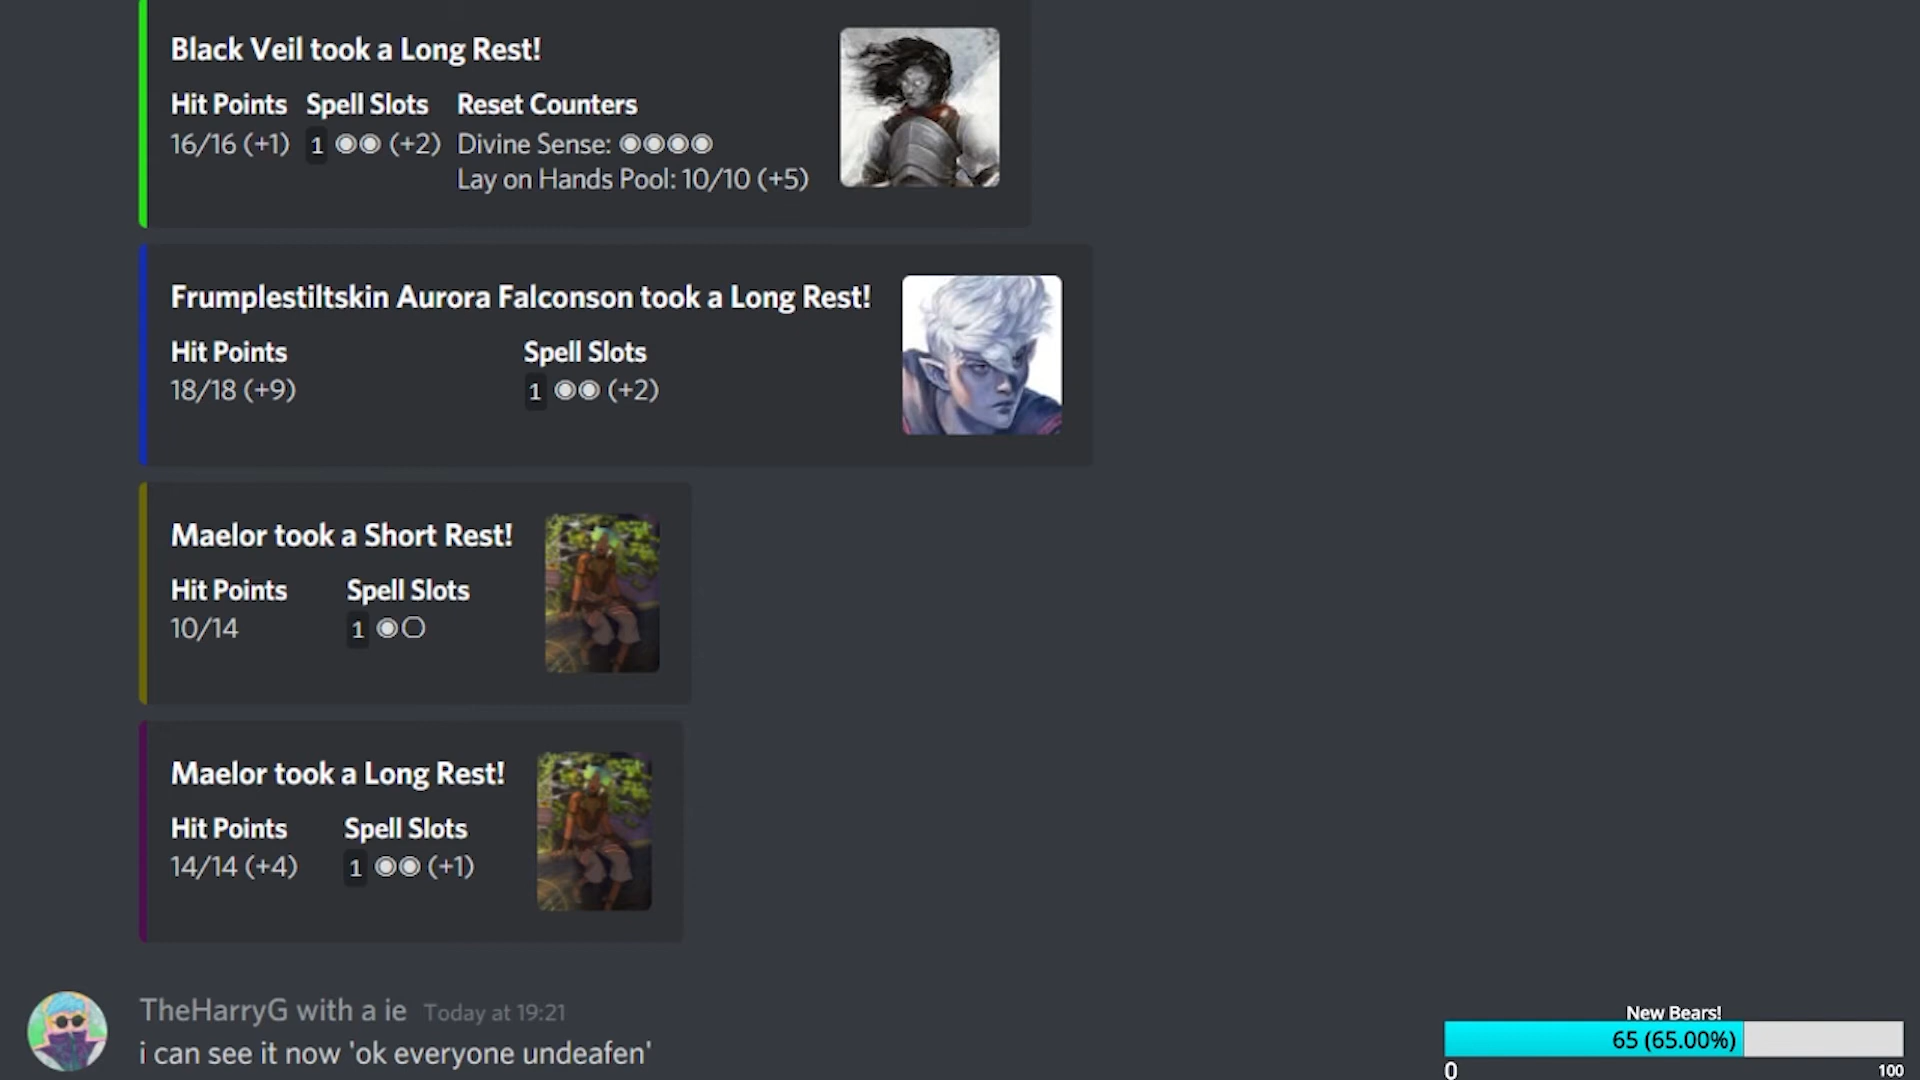 Black Veil took a Long Rest!
Hit Points Spell Slots Reset Counters
16/16 (+1) 1 ◉◉ (+2) Divine Sense: ◉◉◉◉
Lay on Hands Pool: 10/10 (+5)
Frumplestiltskin Aurora Falconson took a Long Rest!
Hit Points Spell Slots
18/18 (+9) 1 ◉◉ (+2)
Maelor took a Short Rest!
Hit Points Spell Slots
10/14 1 ◉〇
Maelor took a Long Rest!
Hit Points Spell Slots
14/14 (+4) 1 ◉◉ (+1)
TheHarryG with a ie Today at 19:21
i can see it now 'ok everyone undeafen'
New Bears!
65 (65.00%)
0 100